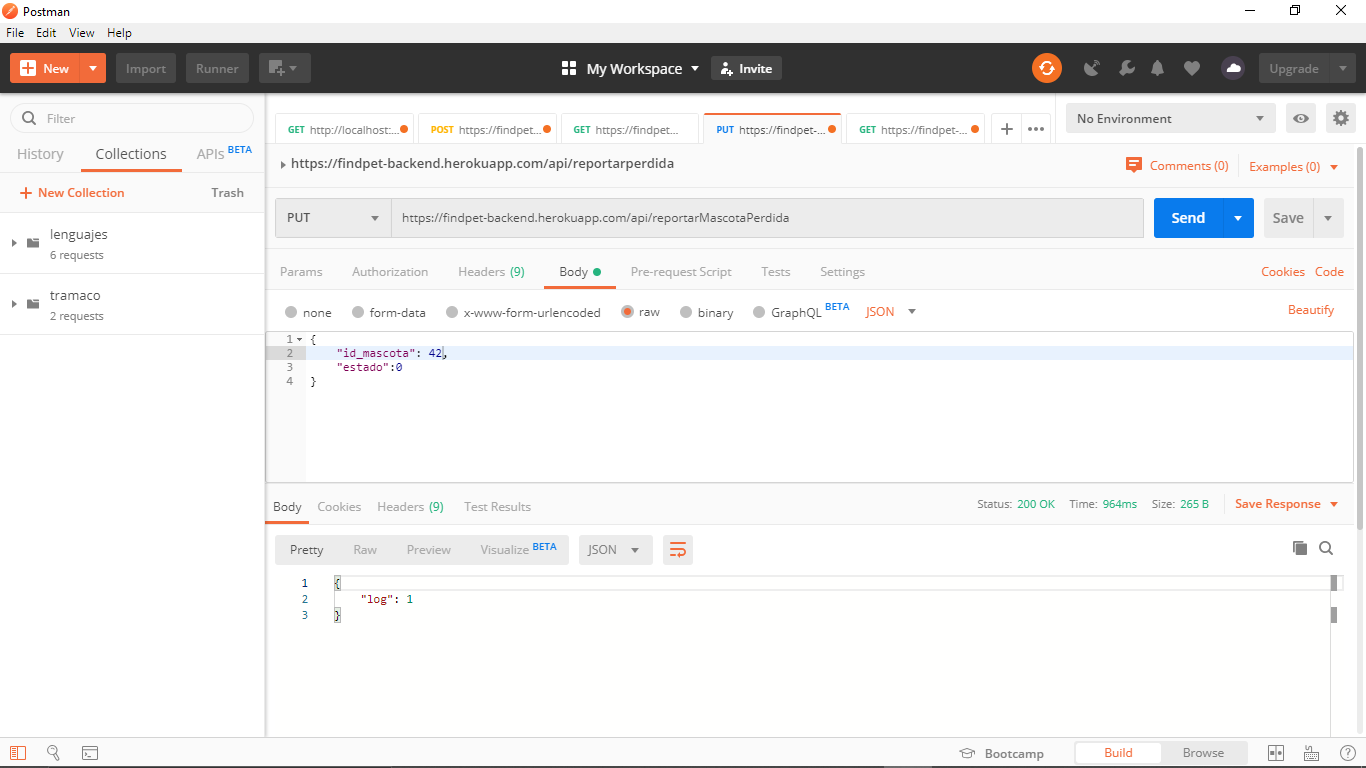 Postman
File Edit View Help
New Import Runner My Workspace Invite Upgrade
Filter
History Collections APIs BETA
New Collection Trash
lenguajes
6 requests
tramaco
2 requests
GET http://localhost:... POST https://findpet... GET https://findpet... PUT https://findpet-... GET https://findpet-...
No Environment
https://findpet-backend.herokuapp.com/api/reportarperdida
Comments (0) Examples (0)
PUT https://findpet-backend.herokuapp.com/api/reportarMascotaPerdida Send Save
Params Authorization Headers (9) Body Pre-request Script Tests Settings Cookies Code
none form-data x-www-form-urlencoded raw binary GraphQL BETA JSON Beautify
1 {
2 "id_mascota": 42,
3 "estado":0
4 }
Body Cookies Headers (9) Test Results Status: 200 OK Time: 964ms Size: 265 B Save Response
Pretty Raw Preview Visualize BETA JSON
1 {
2 "log": 1
3 }
Bootcamp Build Browse